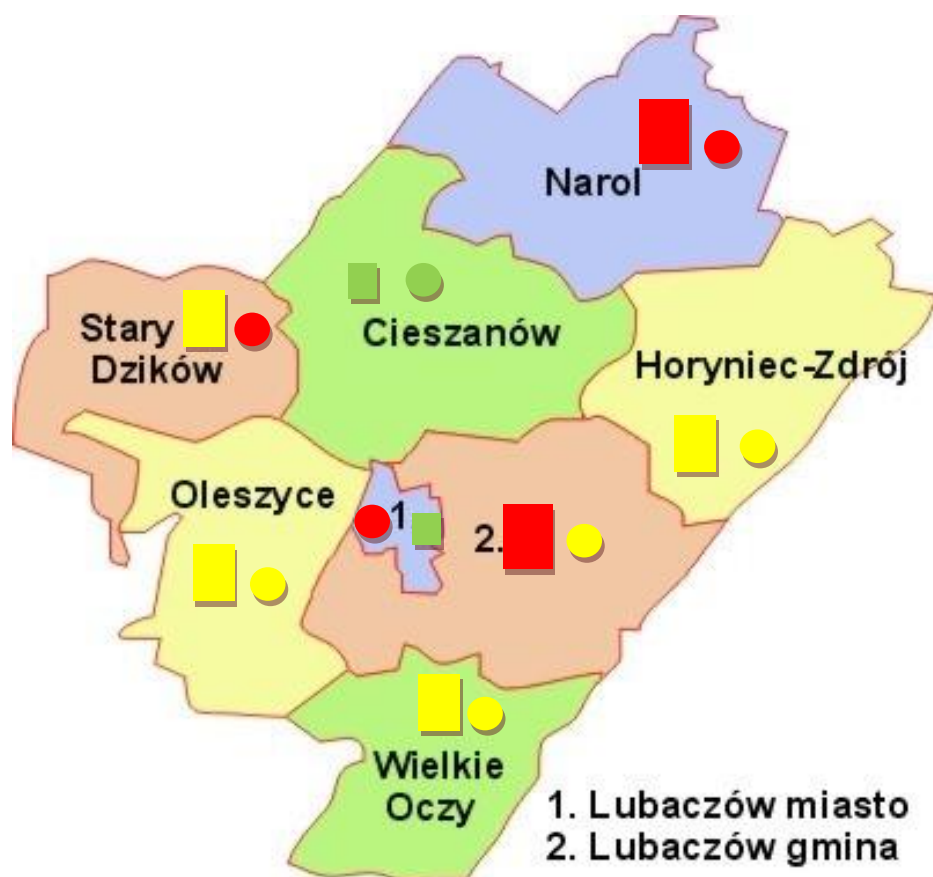 Narol
Stary
Dzików
Cieszanów
Horyniec-Zdrój
Oleszyce
1.
2.
Wielkie
Oczy
1. Lubaczów miasto
2. Lubaczów gmina